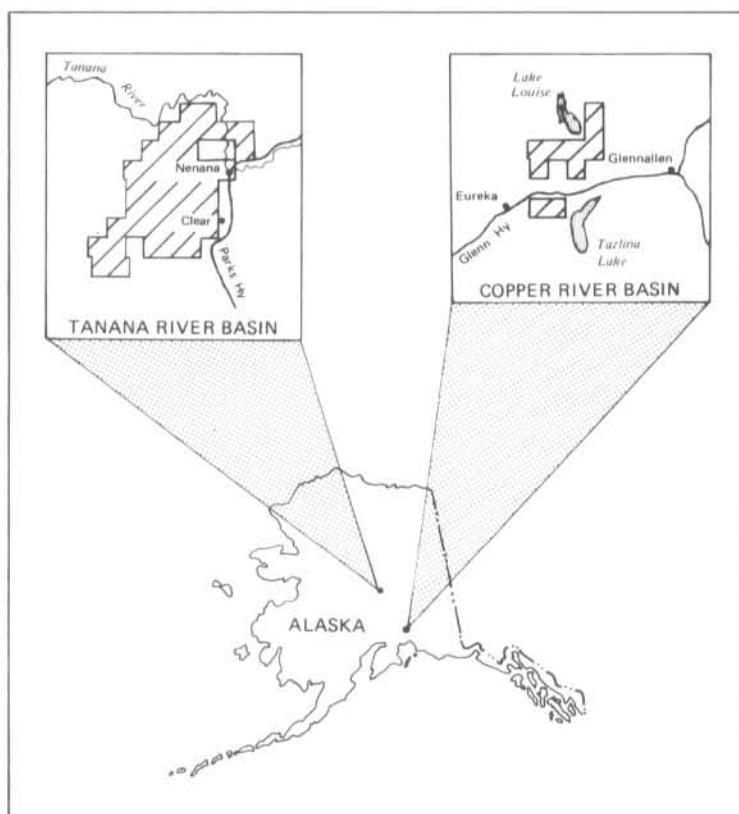 Tanana
River
Nenana
Clear
Parks Hy
TANANA RIVER BASIN
Lake
Louise
Glennallen
Eureka
Glenn Hy
Tazlina
Lake
COPPER RIVER BASIN
ALASKA